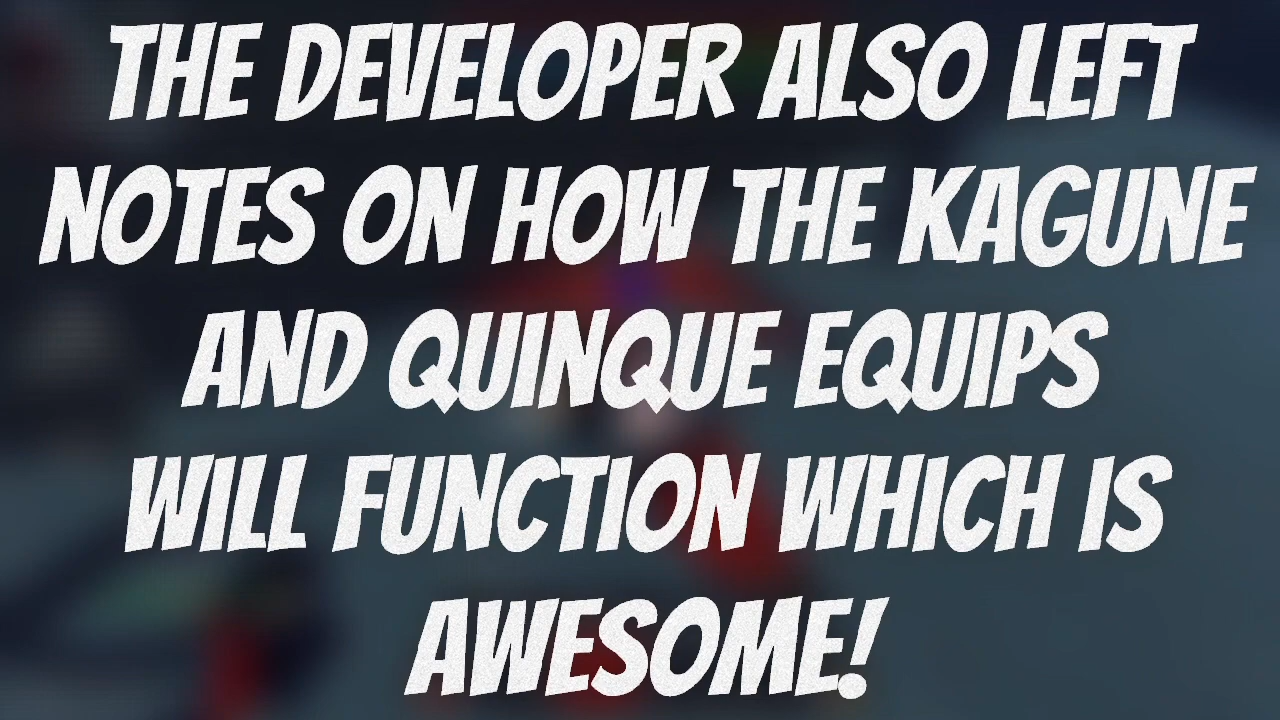 THE DEVELOPER ALSO LEFT
NOTES ON HOW THE KAGUNE
AND QUINQUE EQUIPS
WILL FUNCTION WHICH IS
AWESOME!